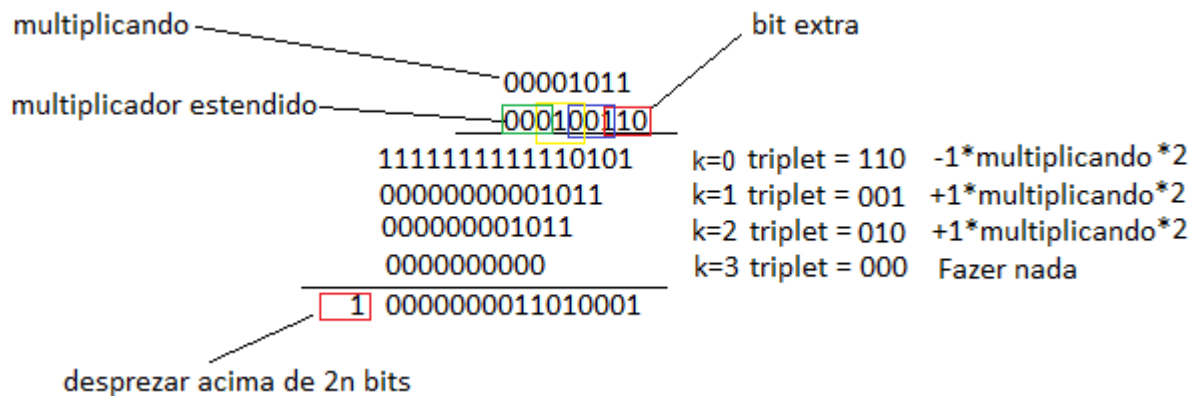 multiplicando
bit extra
00001011
multiplicador estendido
000100110
1111111111110101 k=0 triplet = 110 -1*multiplicando*2
00000000001011 k=1 triplet = 001 +1*multiplicando*2
000000001011 k=2 triplet = 010 +1*multiplicando*2
0000000000 k=3 triplet = 000 Fazer nada
1 0000000011010001
desprezar acima de 2n bits